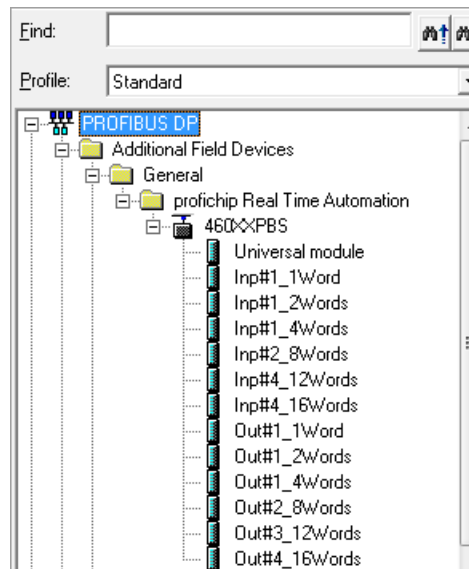 Find:
Profile: Standard
PROFIBUS DP
Additional Field Devices
General
profichip Real Time Automation
460XXPBS
Universal module
Inp#1_1Word
Inp#1_2Words
Inp#1_4Words
Inp#2_8Words
Inp#4_12Words
Inp#4_16Words
Out#1_1Word
Out#1_2Words
Out#1_4Words
Out#2_8Words
Out#3_12Words
Out#4_16Words